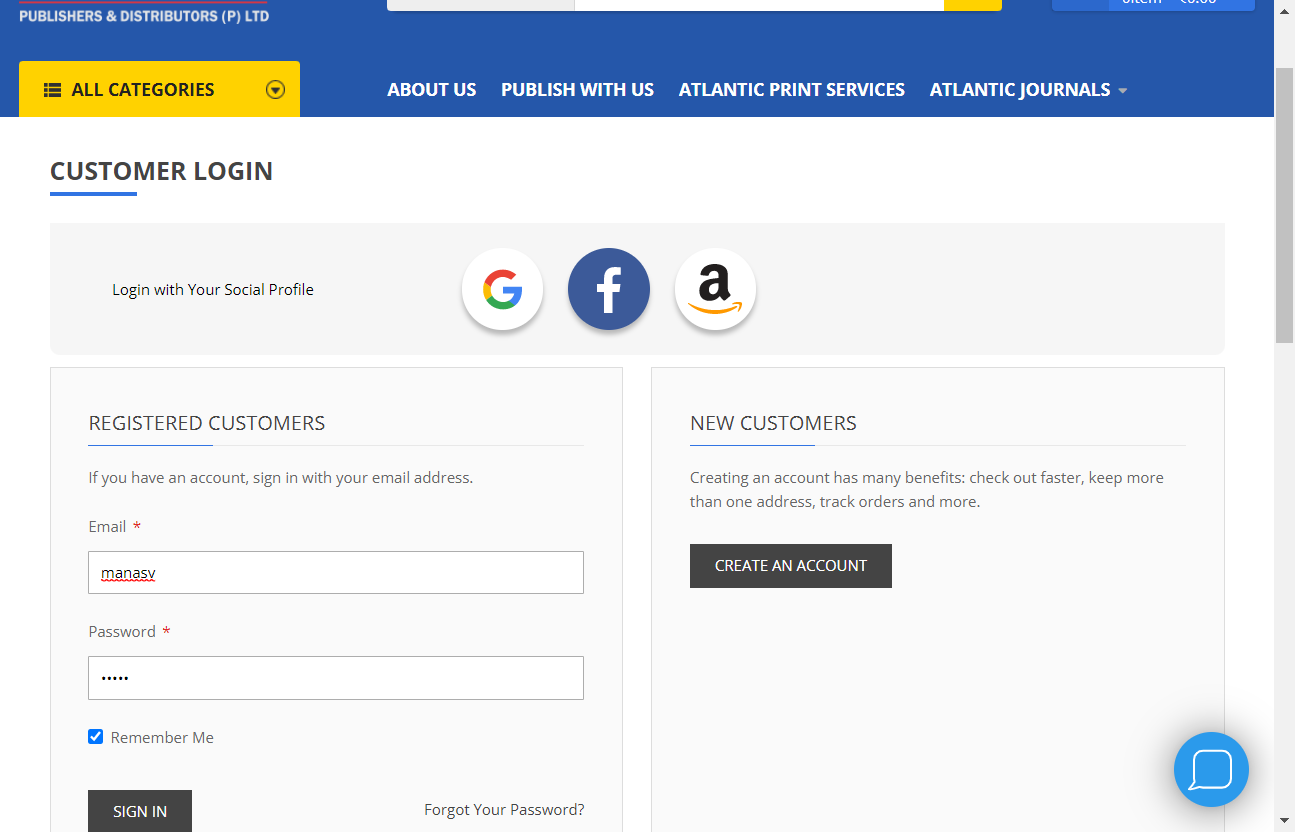 PUBLISHERS & DISTRIBUTORS (P) LTD
ALL CATEGORIES
ABOUT US
PUBLISH WITH US
ATLANTIC PRINT SERVICES
ATLANTIC JOURNALS
CUSTOMER LOGIN
Login with Your Social Profile
REGISTERED CUSTOMERS
If you have an account, sign in with your email address.
Email *
manasv
Password *
•••••
Remember Me
SIGN IN
Forgot Your Password?
NEW CUSTOMERS
Creating an account has many benefits: check out faster, keep more
than one address, track orders and more.
CREATE AN ACCOUNT